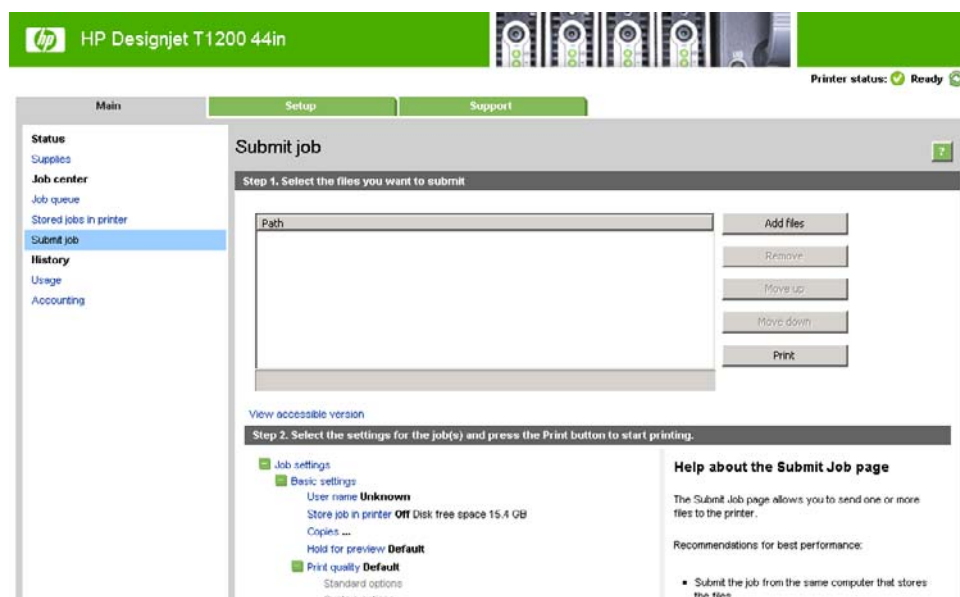 hp HP Designjet T1200 44in
Printer status: Ready
Main Setup Support
Status
Supplies
Job center
Job queue
Stored jobs in printer
Submit job
History
Usage
Accounting
Submit job
?
Step 1. Select the files you want to submit
Path
Add files
Remove
Move up
Move down
Print
View accessible version
Step 2. Select the settings for the job(s) and press the Print button to start printing.
Job settings
Basic settings
User name Unknown
Store job in printer Off Disk free space 15.4 GB
Copies ...
Hold for preview Default
Print quality Default
Standard options
Help about the Submit Job page
The Submit Job page allows you to send one or more
files to the printer.
Recommendations for best performance:
Submit the job from the same computer that stores
the files